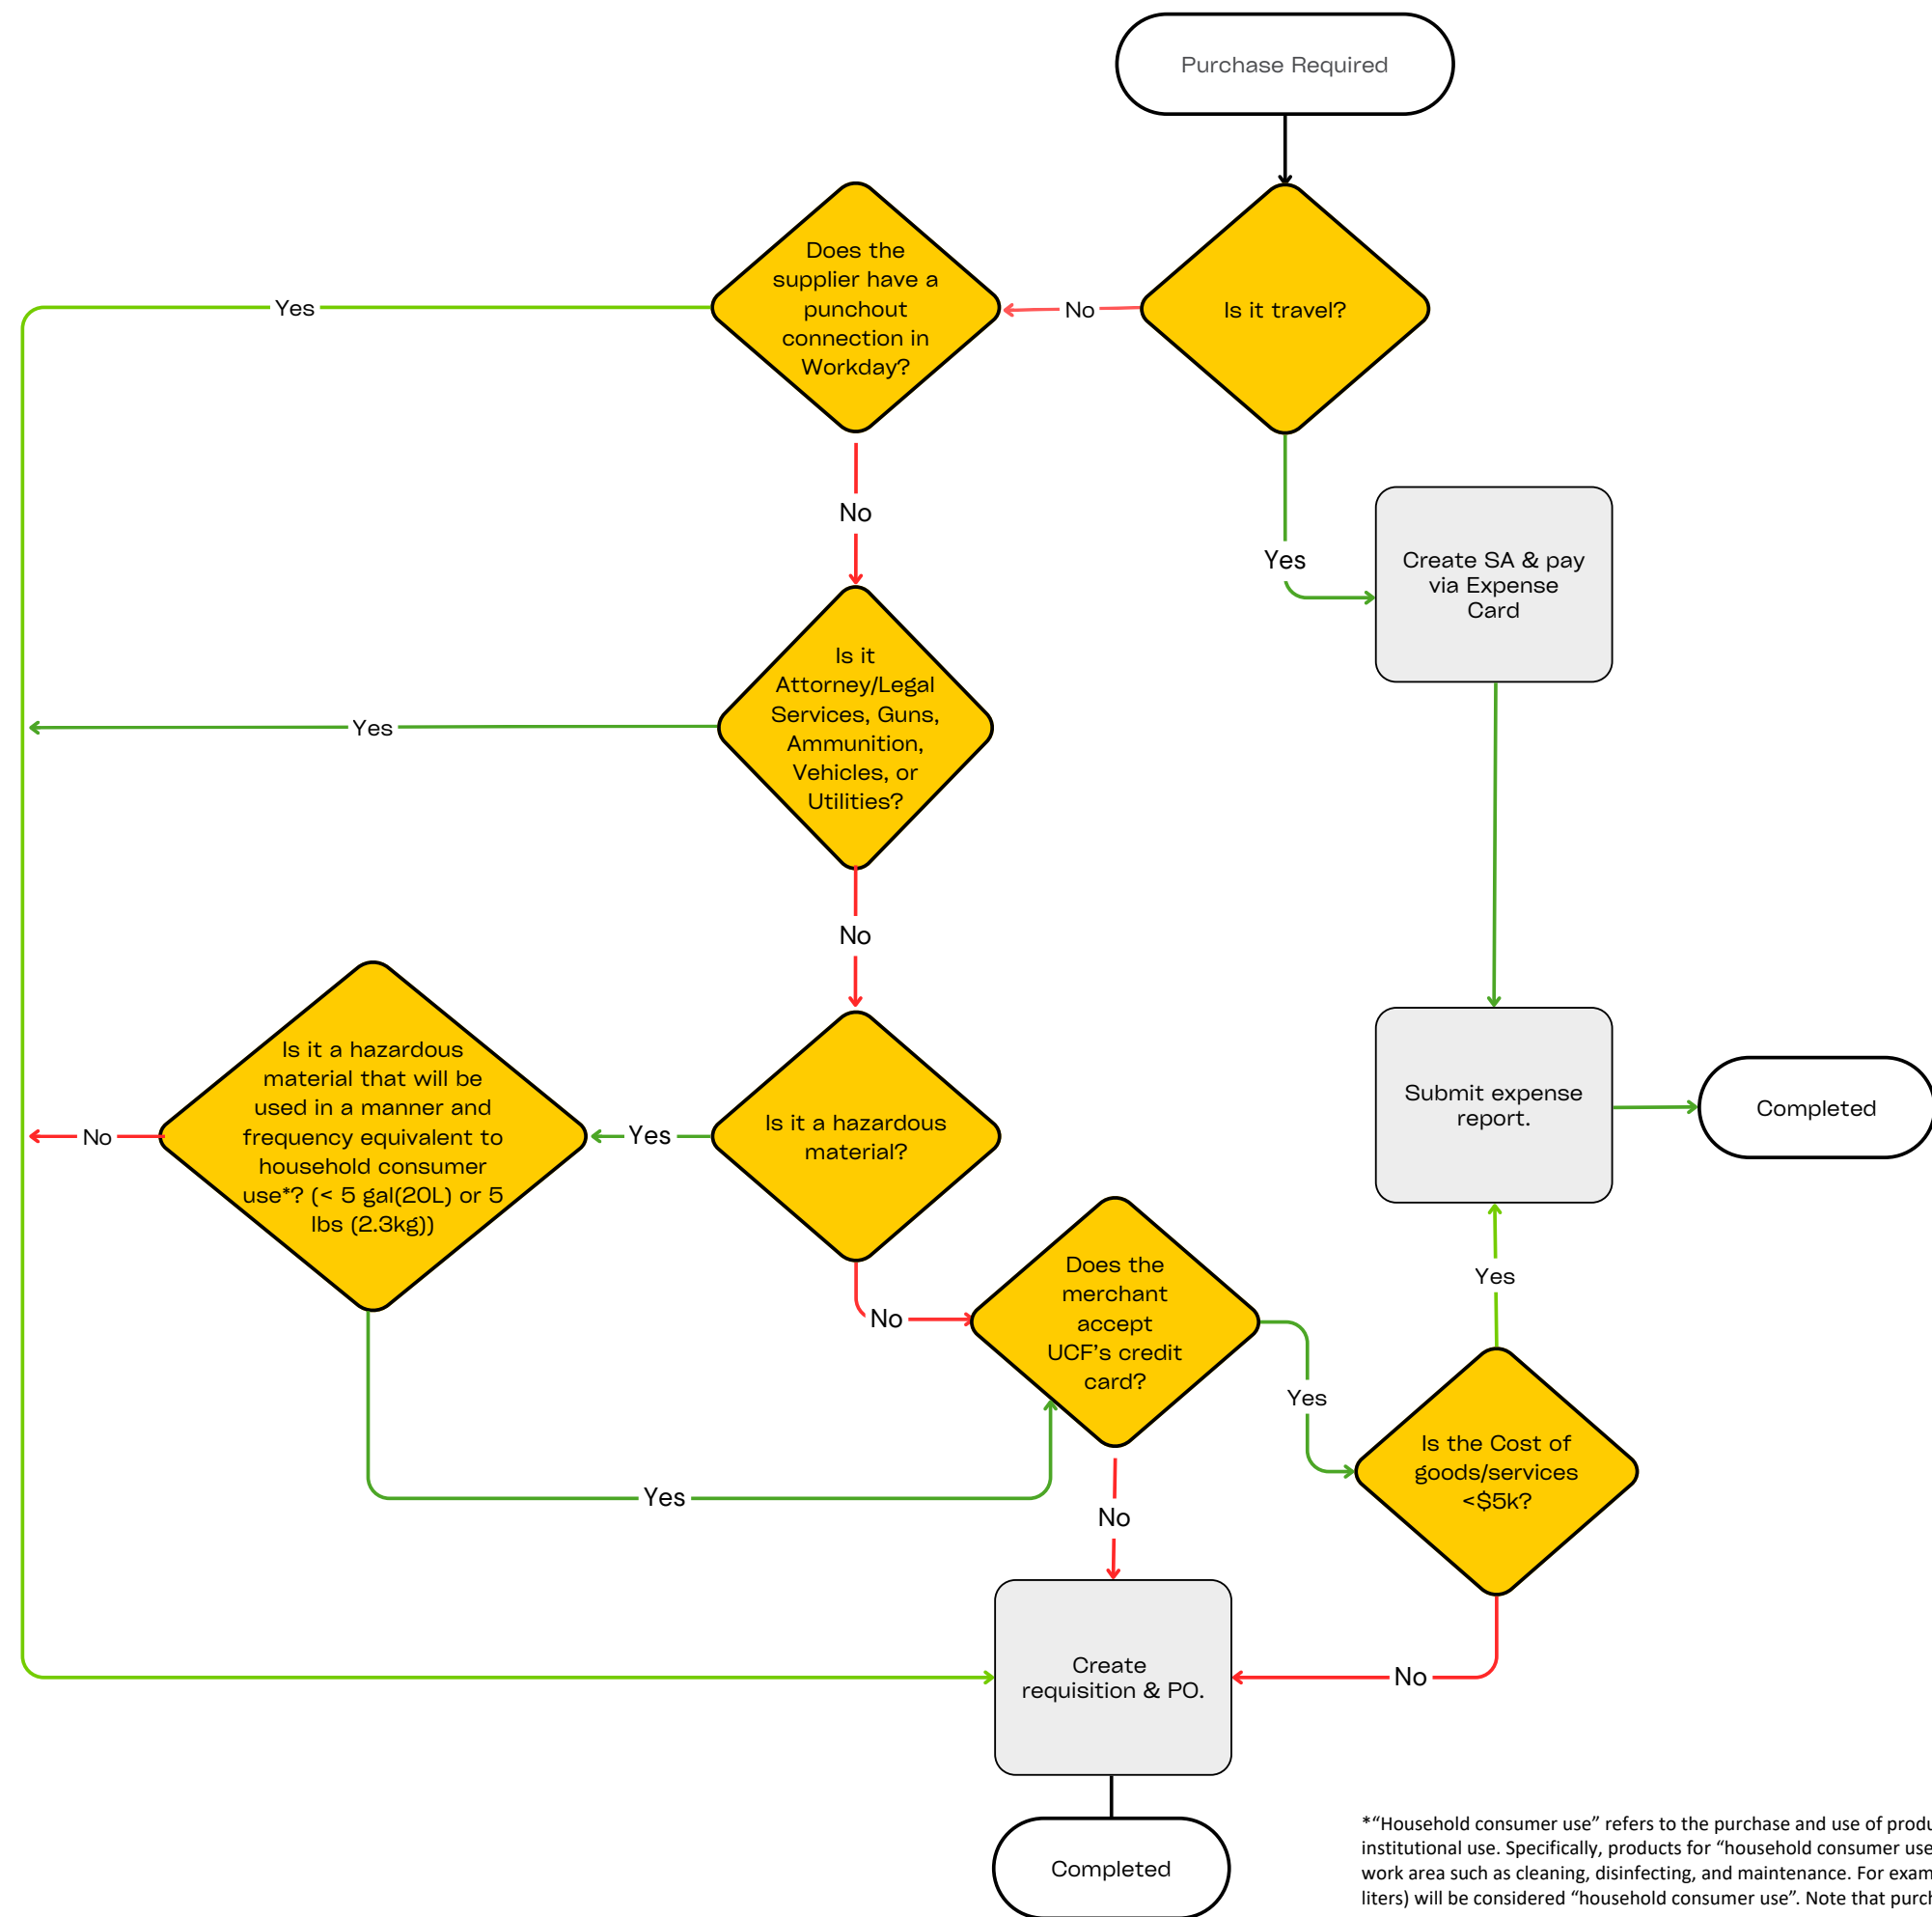 Purchase Required
Does the
supplier have a
punchout
connection in
Workday?
Is it travel?
Yes
No
No
Yes
Create SA & pay
via Expense
Card
Is it
Attorney/Legal
Services, Guns,
Ammunition,
Vehicles, or
Utilities?
Yes
No
Is it a hazardous
material that will be
used in a manner and
frequency equivalent to
household consumer
use*? (< 5 gal(20L) or 5
lbs (2.3kg))
No
Yes
Is it a hazardous
material?
Submit expense
report.
Completed
No
Does the
merchant
accept
UCF’s credit
card?
Yes
Yes
Is the Cost of
goods/services
<$5k?
Yes
No
Create
requisition & PO.
No
Completed
*“Household consumer use” refers to the purchase and use of
institutional use. Specifically, products for “household consumer use
work area such as cleaning, disinfecting, and maintenance. For
liters) will be considered “household consumer use”. Note that